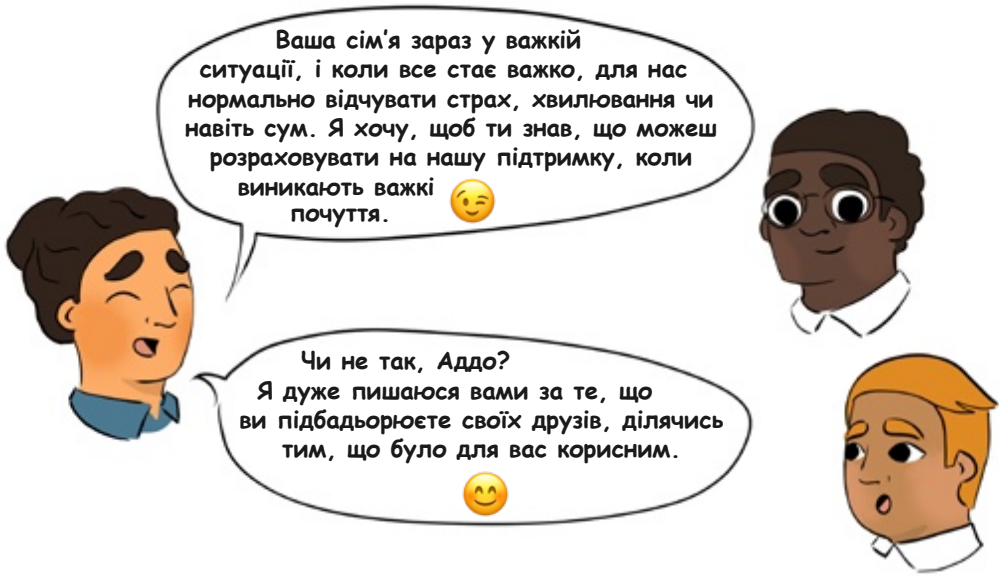 Ваша сім'я зараз у важкій
ситуації, і коли все стає важко, для нас
нормально відчувати страх, хвилювання чи
навіть сум. Я хочу, щоб ти знав, що можеш
розраховувати на нашу підтримку, коли
виникають важкі
почуття.
Чи не так, Аддо?
Я дуже пишаюся вами за те, що
ви підбадьорюєте своїх друзів, ділячись
тим, що було для вас корисним.